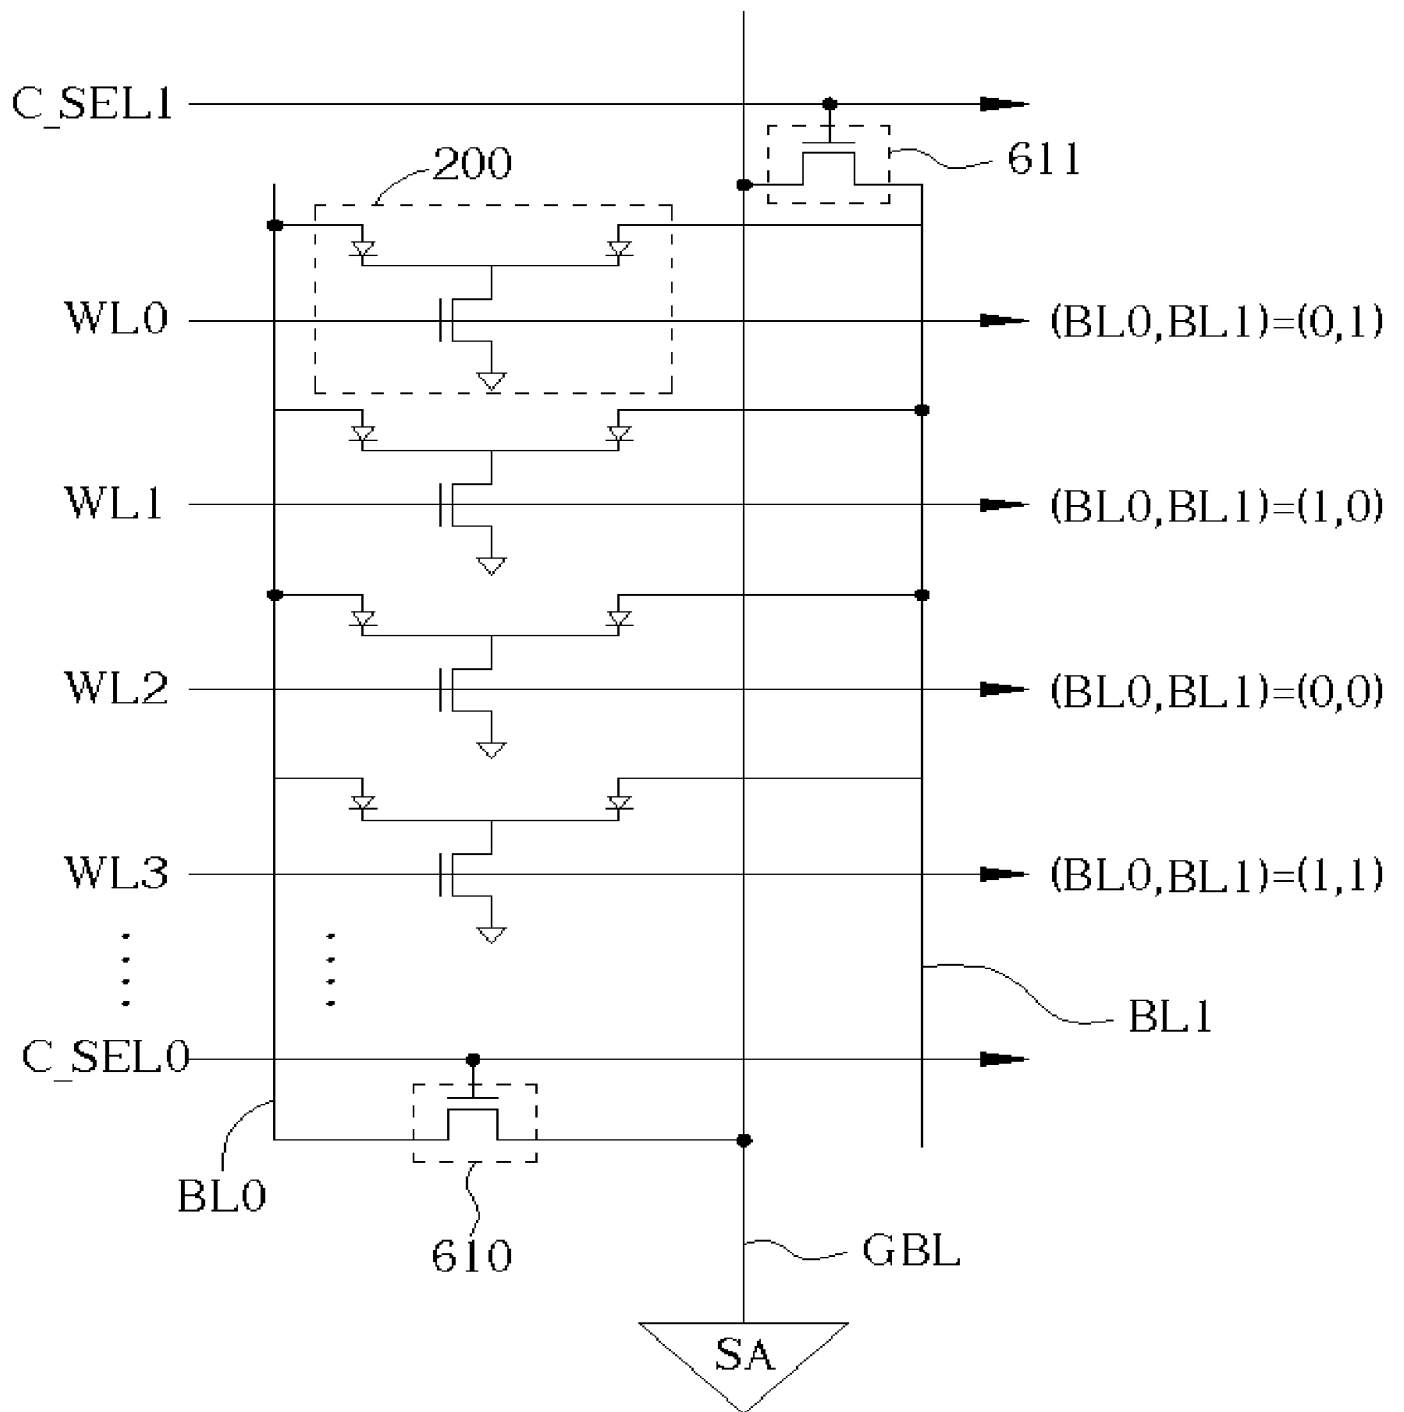 C_SEL1
611
200
WL0 (BL0,BL1)=(0,1)
WL1 (BL0,BL1)=(1,0)
WL2 (BL0,BL1)=(0,0)
WL3 (BL0,BL1)=(1,1)
BL1
C_SEL0
BL0
610
GBL
SA